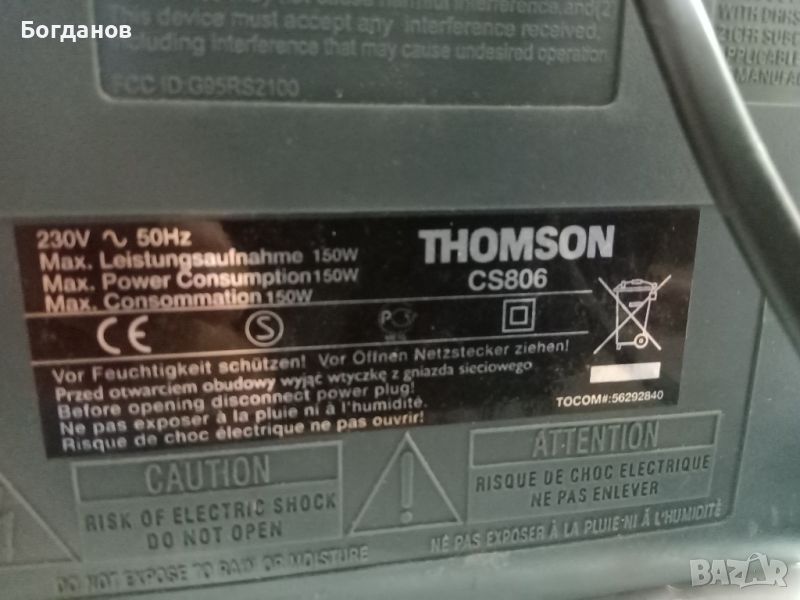 Богданов
This device must accept any interference received,
including interference that may cause undesired operation
FCC ID:G95RS2100
230V 50Hz
Max. Leistungsaufnahme 150W
Max. Power Consumption 150W
Max. Consommation 150W
THOMSON
CS806
CE
S
Vor Feuchtigkeit schützen! Vor Öffnen Netzstecker ziehen!
Przed otwarciem obudowy wyjąć wtyczkę z gniazda sieciowego
Before opening disconnect power plug!
Ne pas exposer à la pluie ni à l'humidité.
Risque de choc électrique ne pas ouvrir!
TOCOM#:56292840
CAUTION
RISK OF ELECTRIC SHOCK
DO NOT OPEN
ATTENTION
RISQUE DE CHOC ELECTRIQUE
NE PAS ENLEVER
DO NOT EXPOSE TO RAIN OR MOISTURE
NE PAS EXPOSER À LA PLUIE NI À L'HUMIDITÉ
BAZAR